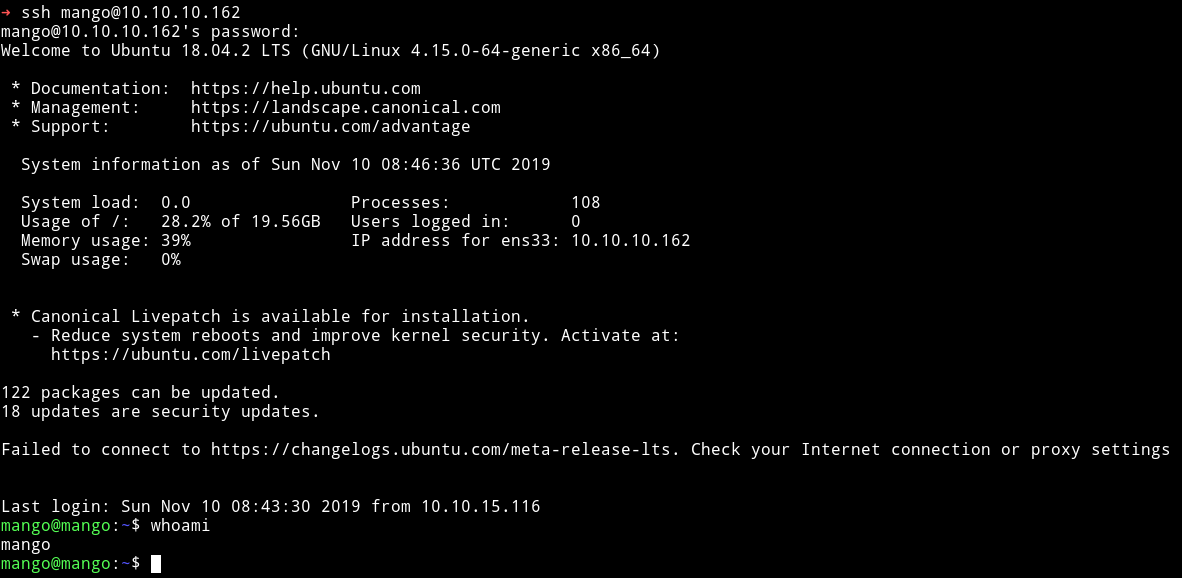 → ssh mango@10.10.10.162
mango@10.10.10.162's password:
Welcome to Ubuntu 18.04.2 LTS (GNU/Linux 4.15.0-64-generic x86_64)
 * Documentation:  https://help.ubuntu.com
 * Management:     https://landscape.canonical.com
 * Support:        https://ubuntu.com/advantage
  System information as of Sun Nov 10 08:46:36 UTC 2019
  System load:  0.0                Processes:            108
  Usage of /:   28.2% of 19.56GB   Users logged in:      0
  Memory usage: 39%                IP address for ens33: 10.10.10.162
  Swap usage:   0%
 * Canonical Livepatch is available for installation.
   - Reduce system reboots and improve kernel security. Activate at:
     https://ubuntu.com/livepatch
122 packages can be updated.
18 updates are security updates.
Failed to connect to https://changelogs.ubuntu.com/meta-release-lts. Check your Internet connection or proxy settings
Last login: Sun Nov 10 08:43:30 2019 from 10.10.15.116
mango@mango:~$ whoami
mango
mango@mango:~$